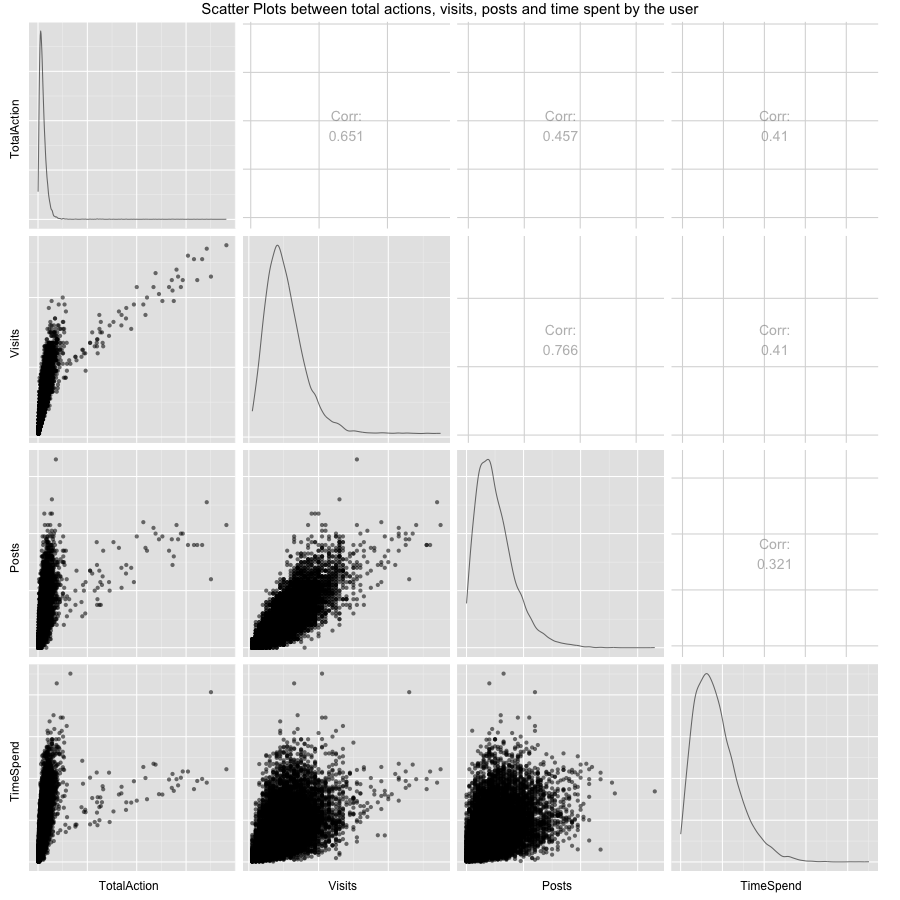 Scatter Plots between total actions, visits, posts and time spent by the user
TotalAction
Corr:
0.651
Corr:
0.457
Corr:
0.41
Visits
Corr:
0.766
Corr:
0.41
Posts
Corr:
0.321
TimeSpend
TotalAction
Visits
Posts
TimeSpend